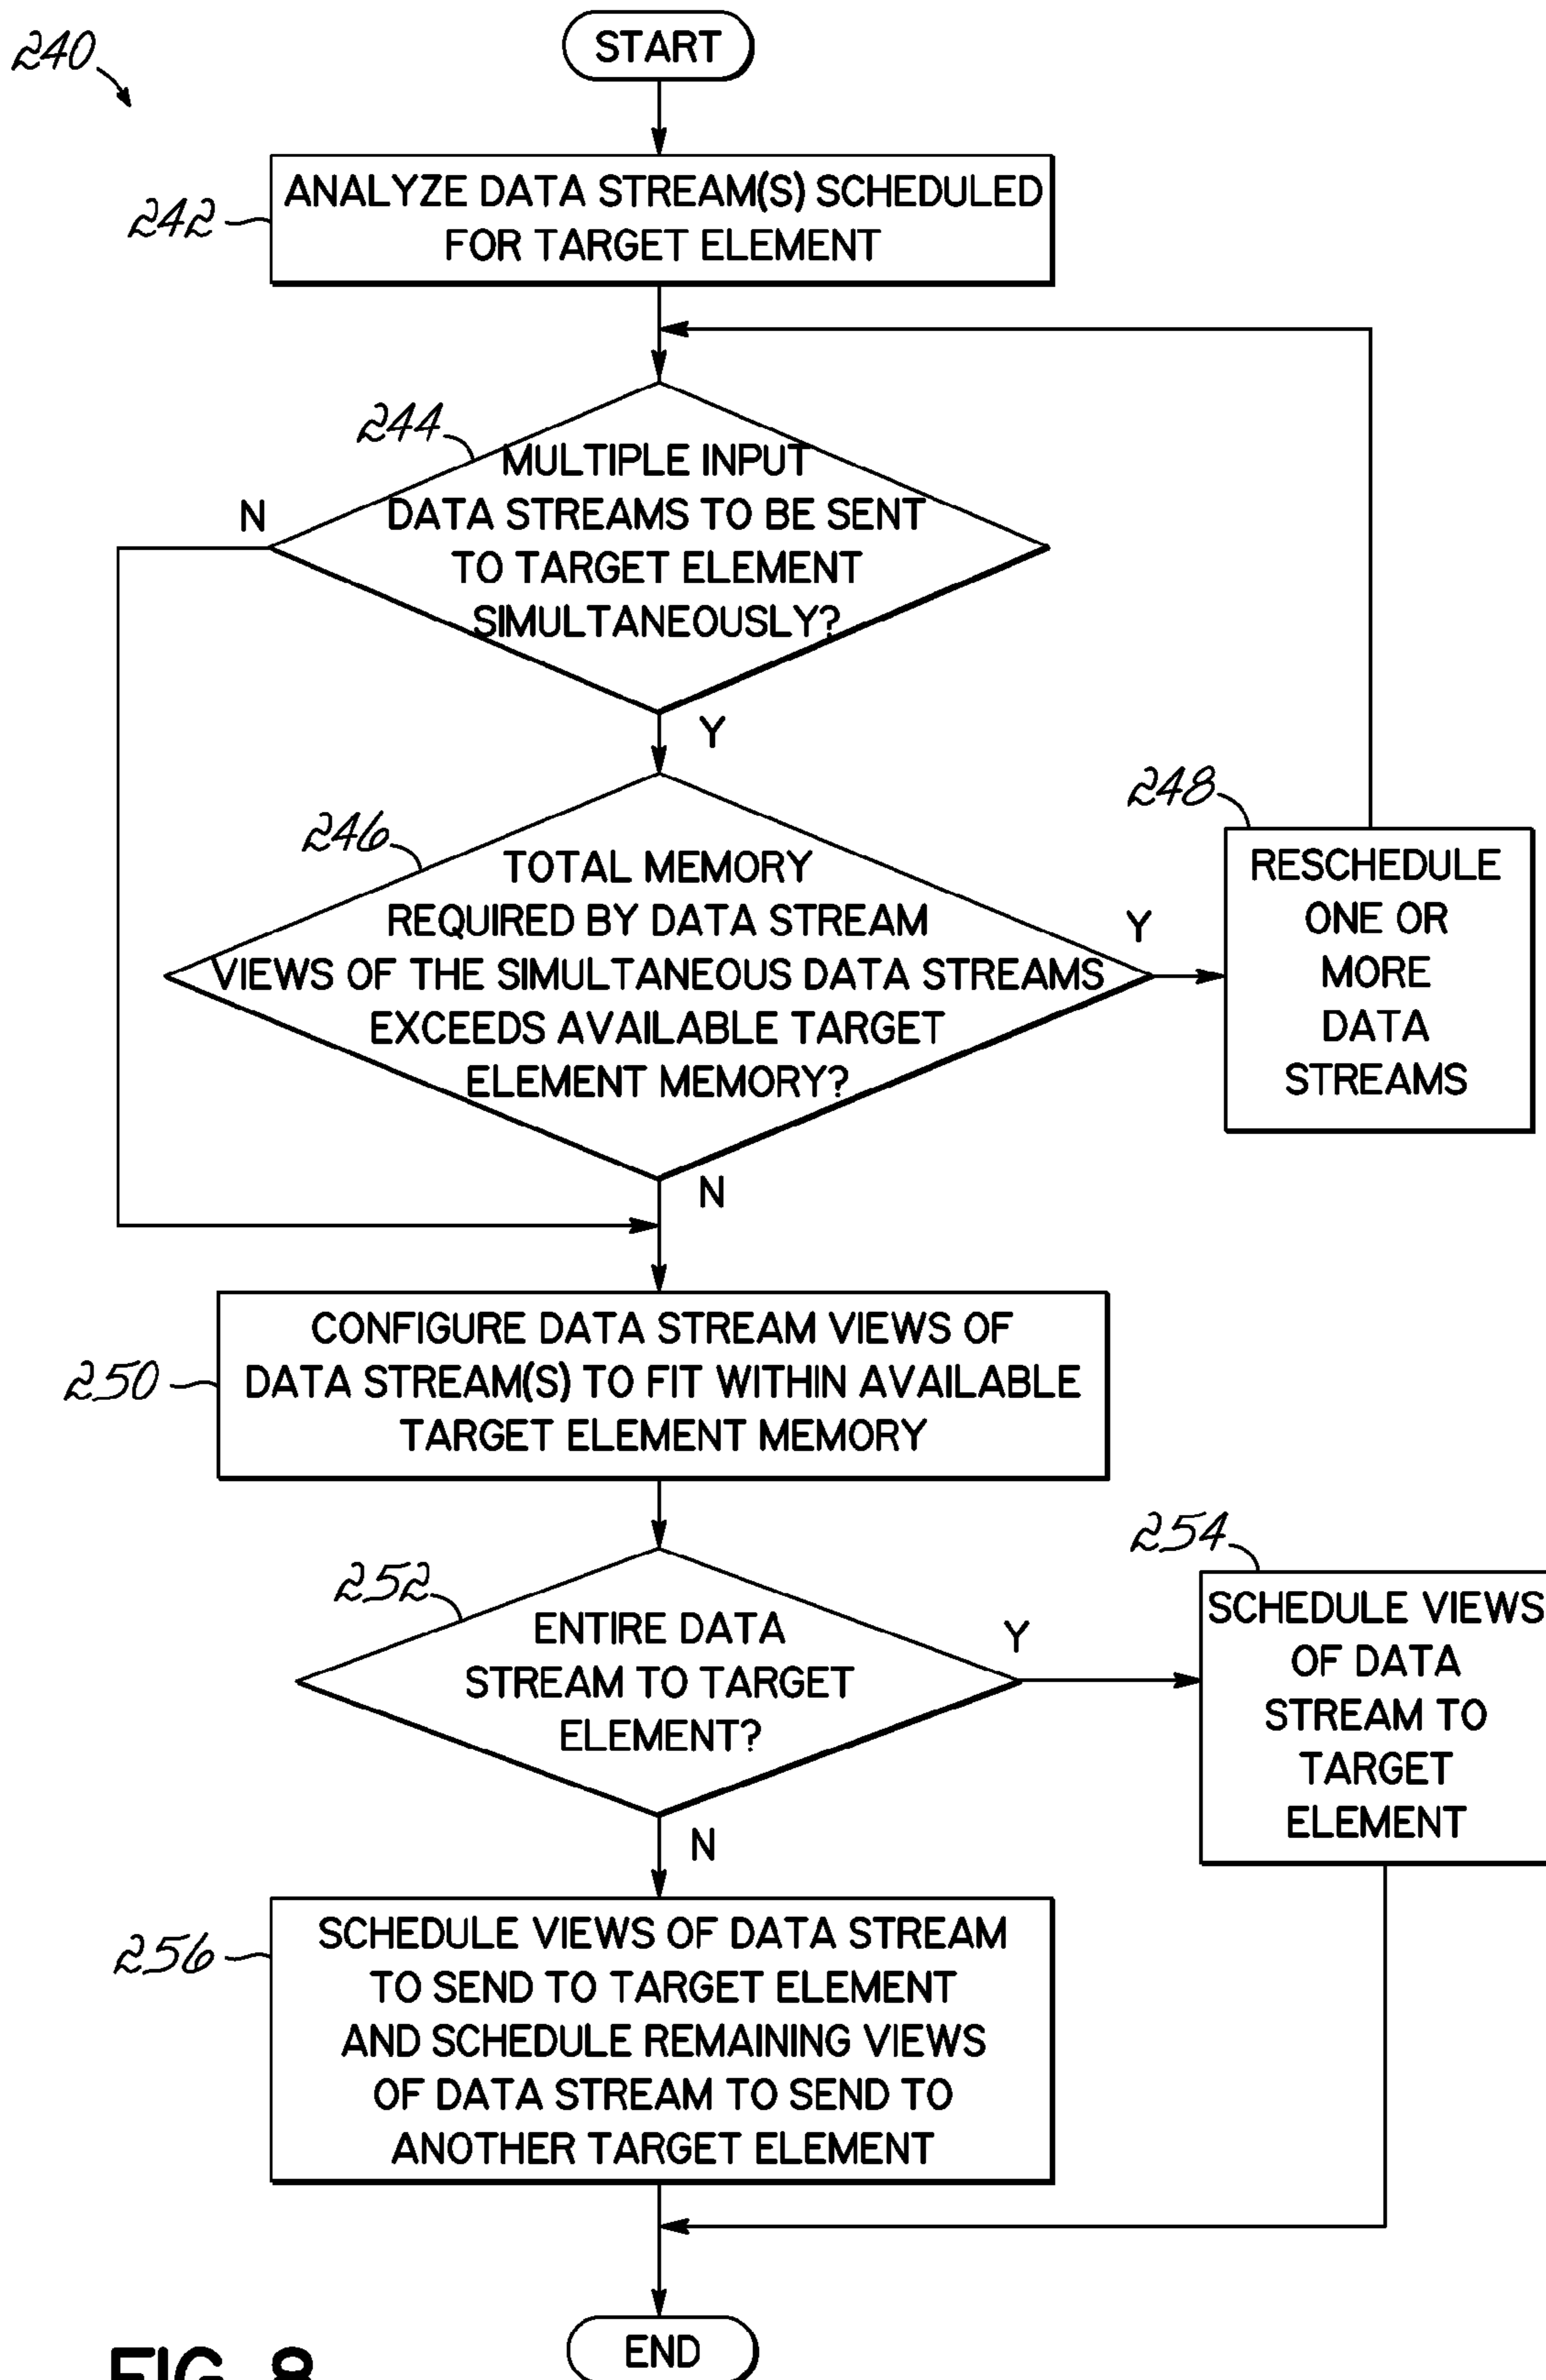 240
START
242
ANALYZE DATA STREAM(S) SCHEDULED
FOR TARGET ELEMENT
244
N
MULTIPLE INPUT
DATA STREAMS TO BE SENT
TO TARGET ELEMENT
SIMULTANEOUSLY?
Y
246
TOTAL MEMORY
REQUIRED BY DATA STREAM
VIEWS OF THE SIMULTANEOUS DATA STREAMS
EXCEEDS AVAILABLE TARGET
ELEMENT MEMORY?
Y
248
RESCHEDULE
ONE OR
MORE
DATA
STREAMS
N
250
CONFIGURE DATA STREAM VIEWS OF
DATA STREAM(S) TO FIT WITHIN AVAILABLE
TARGET ELEMENT MEMORY
252
ENTIRE DATA
STREAM TO TARGET
ELEMENT?
Y
254
SCHEDULE VIEWS
OF DATA
STREAM TO
TARGET
ELEMENT
N
256
SCHEDULE VIEWS OF DATA STREAM
TO SEND TO TARGET ELEMENT
AND SCHEDULE REMAINING VIEWS
OF DATA STREAM TO SEND TO
ANOTHER TARGET ELEMENT
END
FIG. 8